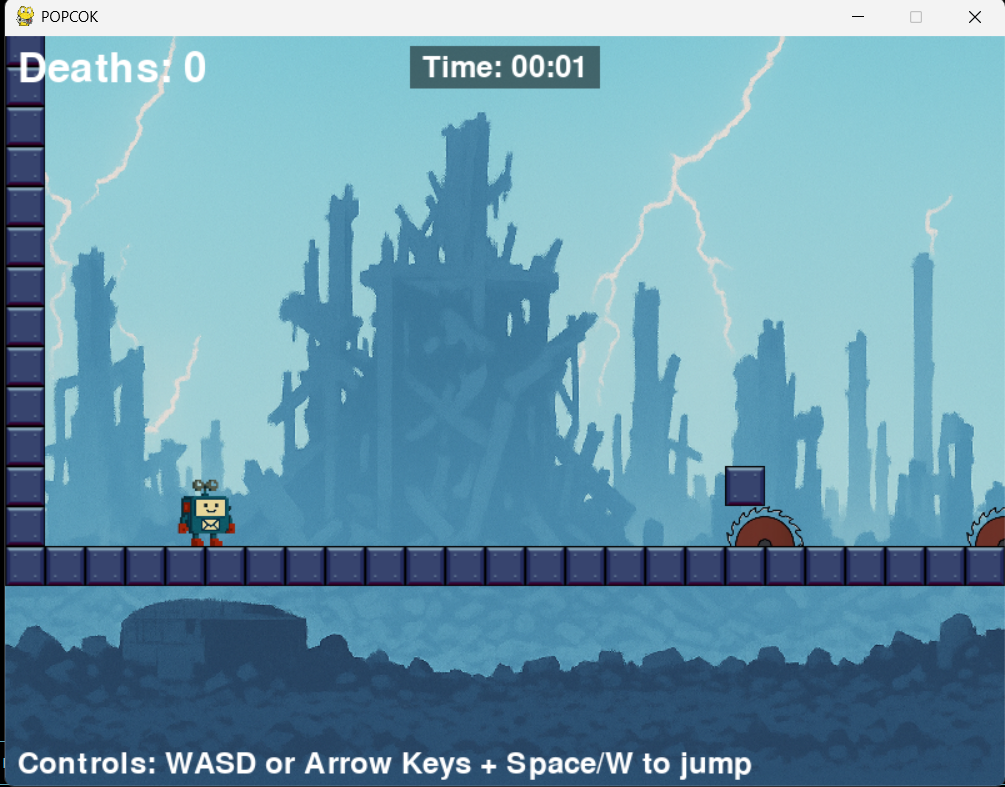 POPCOK
Deaths: 0
Time: 00:01
Controls: WASD or Arrow Keys + Space/W to jump